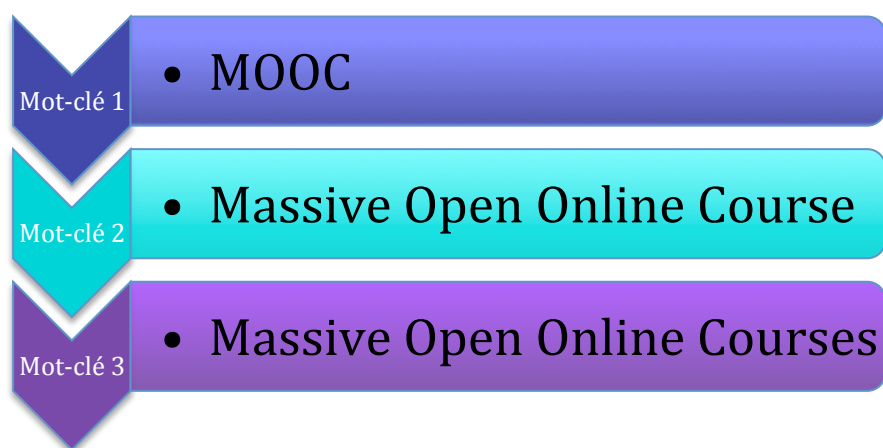 Mot-clé 1
• MOOC
Mot-clé 2
• Massive Open Online Course
Mot-clé 3
• Massive Open Online Courses